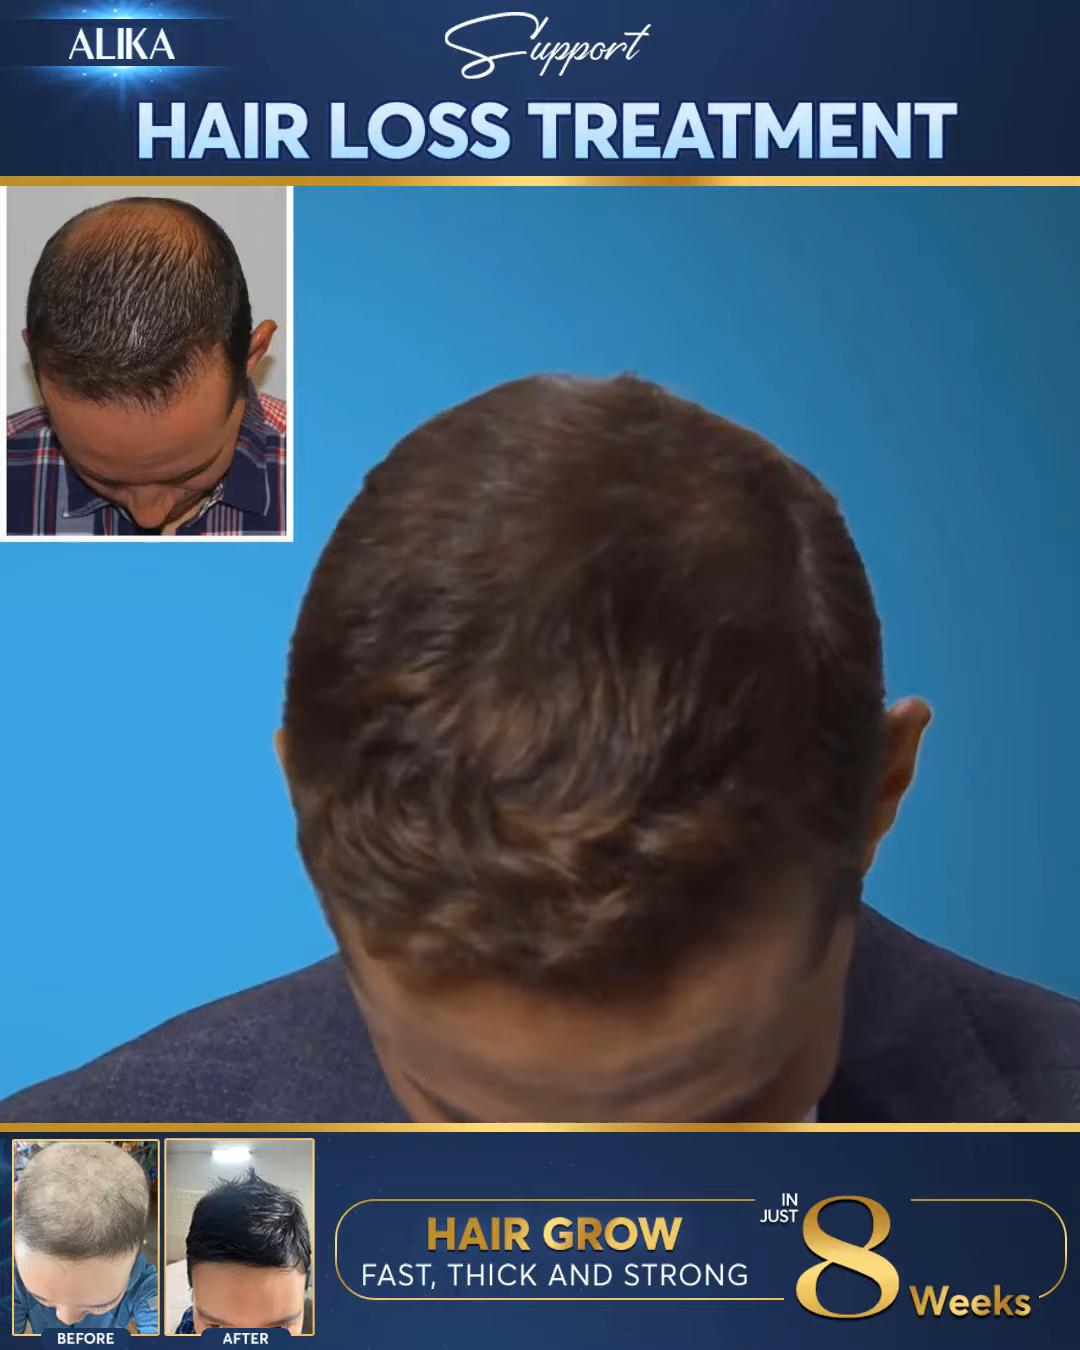 ALIKA
Support
HAIR LOSS TREATMENT
HAIR GROW
FAST, THICK AND STRONG
IN
JUST
8
Weeks
BEFORE
AFTER